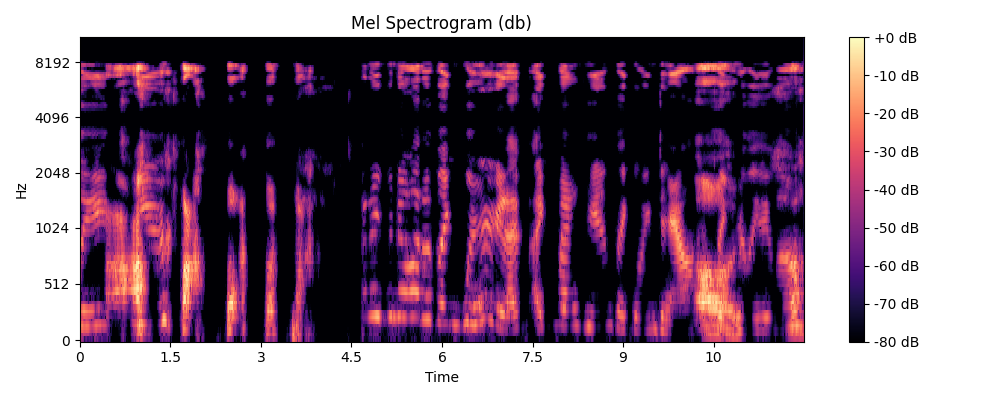 Mel Spectrogram (db)
8192
4096
2048
1024
512
0
Hz
0 1.5 3 4.5 6 7.5 9 10
Time
+0 dB
-10 dB
-20 dB
-30 dB
-40 dB
-50 dB
-60 dB
-70 dB
-80 dB